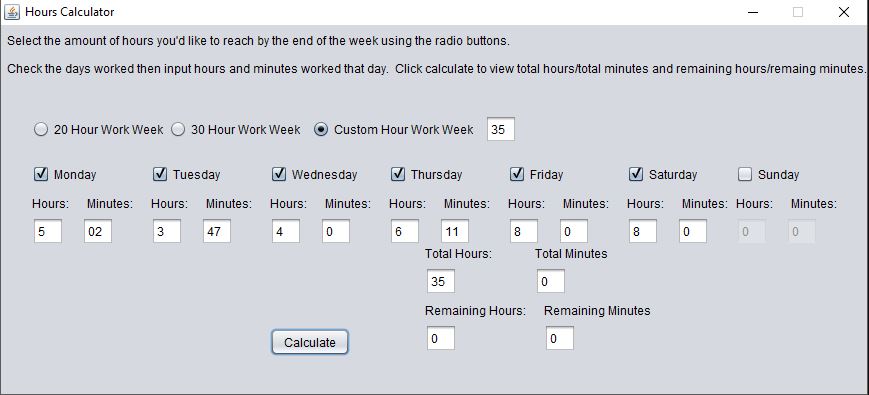 Hours Calculator
Select the amount of hours you'd like to reach by the end of the week using the radio buttons.
Check the days worked then input hours and minutes worked that day. Click calculate to view total hours/total minutes and remaining hours/remaing minutes.
20 Hour Work Week 30 Hour Work Week Custom Hour Work Week 35
Monday Tuesday Wednesday Thursday Friday Saturday Sunday
Hours: Minutes: Hours: Minutes: Hours: Minutes: Hours: Minutes: Hours: Minutes: Hours: Minutes: Hours: Minutes:
5 02 3 47 4 0 6 11 8 0 8 0 0 0
Total Hours: Total Minutes
35 0
Remaining Hours: Remaining Minutes
0 0
Calculate